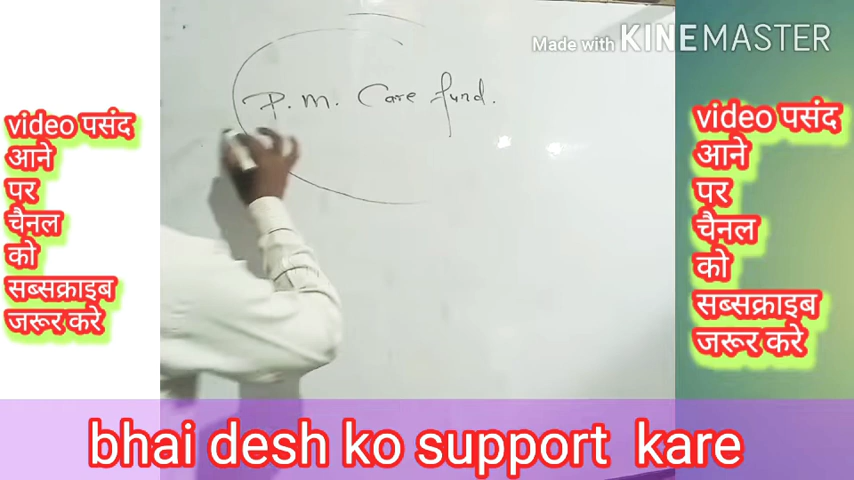 Made with KINEMASTER
P.M. Care fund.
video पसंद
आने
पर
चैनल
को
सब्सक्राइब
जरूर करे
video पसंद
आने
पर
चैनल
को
सब्सक्राइब
जरूर करे
bhai desh ko support kare